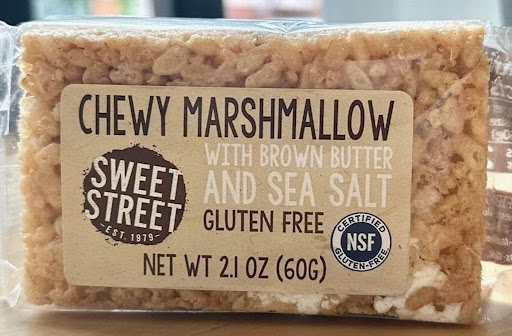 CHEWY MARSHMALLOW
WITH BROWN BUTTER
AND SEA SALT
SWEET
STREET
-EST. 1979-
GLUTEN FREE
CERTIFIED
NSF
GLUTEN-FREE
NET WT 2.1 OZ (60G)